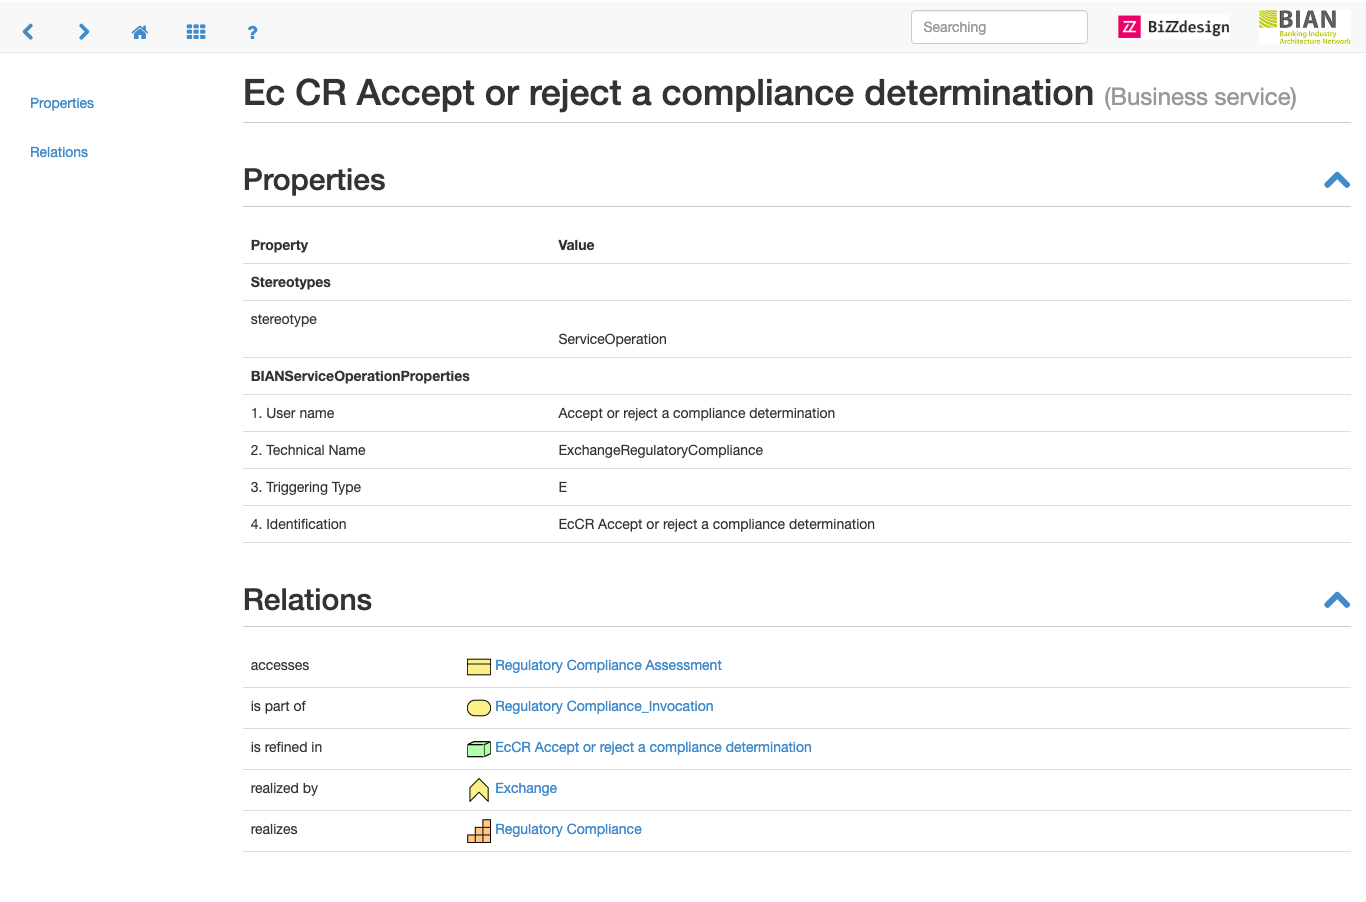 ?
Searching
ZZ BiZZdesign
BIAN
Banking Industry
Architecture Network
Properties
Relations
Ec CR Accept or reject a compliance determination (Business service)
Properties
Property Value
Stereotypes
stereotype
ServiceOperation
BIANServiceOperationProperties
1. User name Accept or reject a compliance determination
2. Technical Name ExchangeRegulatoryCompliance
3. Triggering Type E
4. Identification EcCR Accept or reject a compliance determination
Relations
accesses Regulatory Compliance Assessment
is part of Regulatory Compliance_Invocation
is refined in EcCR Accept or reject a compliance determination
realized by Exchange
realizes Regulatory Compliance